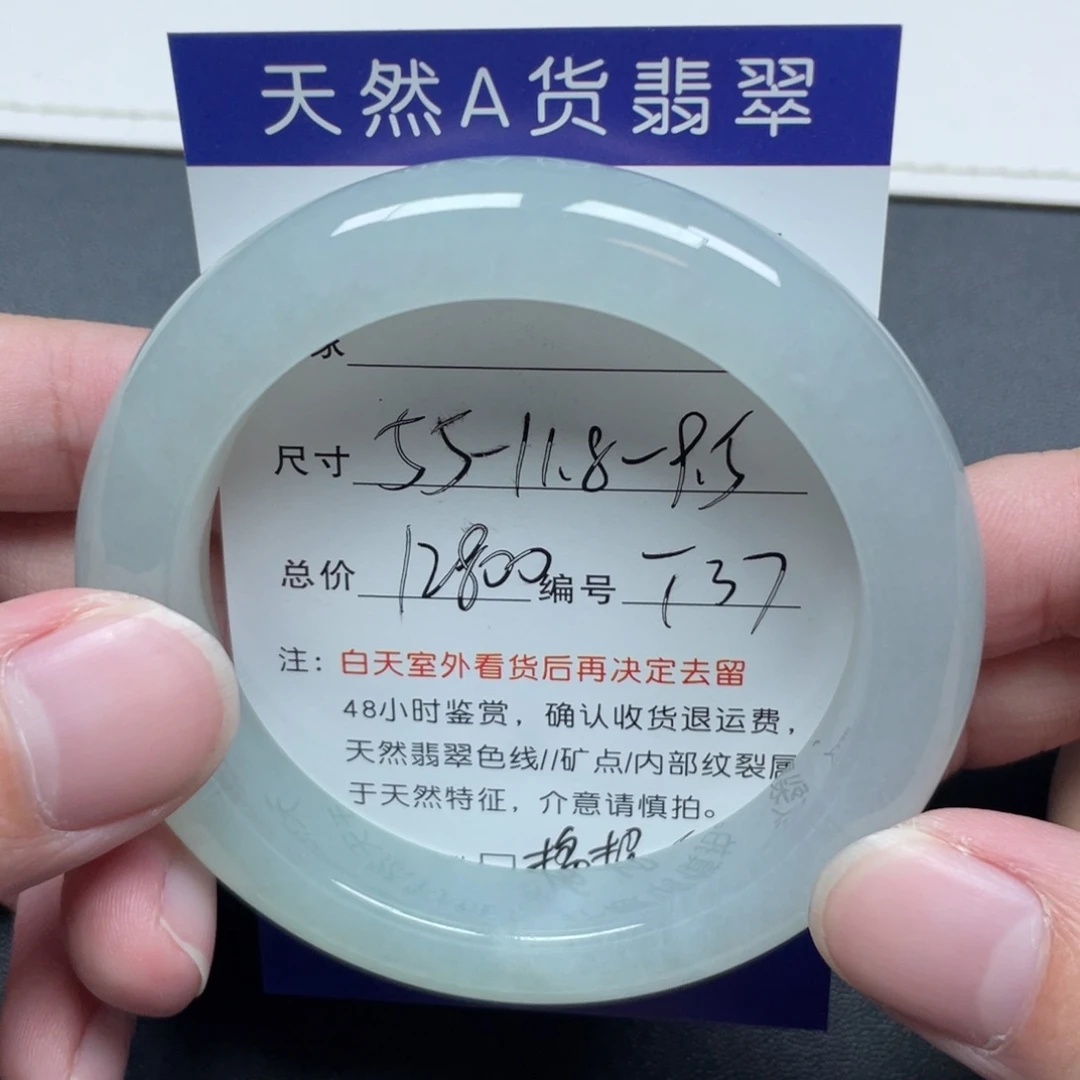 天然A货翡翠
家
尺寸 55-11.8-9.5
总价 12800 编号 T37
注：白天室外看货后再决定去留
48小时鉴赏，确认收货退运费，
天然翡翠色线//矿点/内部纹裂属
于天然特征，介意请慎拍。